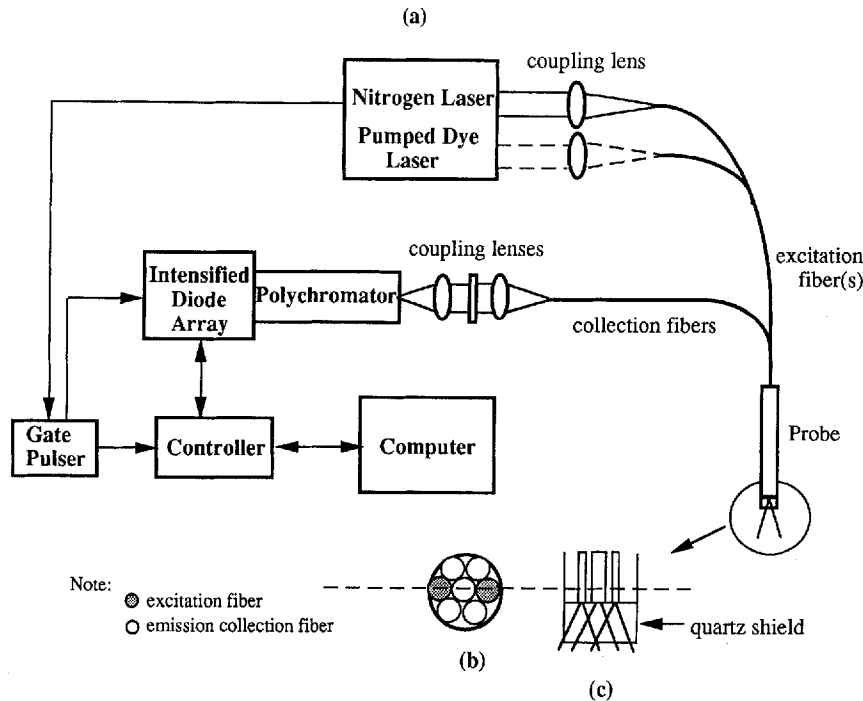 (a)
coupling lens
Nitrogen Laser
Pumped Dye
Laser
coupling lenses
Intensified
Diode
Array
Polychromator
excitation
fiber(s)
collection fibers
Gate
Pulser
Controller
Computer
Probe
Note:
excitation fiber
emission collection fiber
quartz shield
(b)
(c)